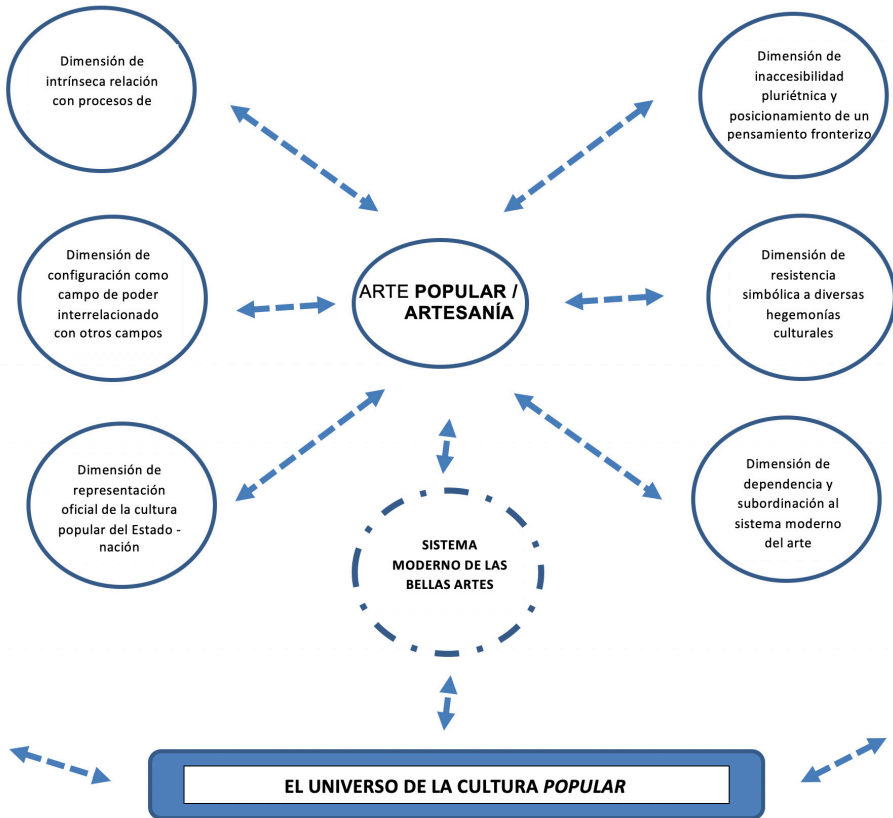 Dimensión de
intrínseca relación
con procesos de
Dimensión de
inaccesibilidad
pluriétnica y
posicionamiento de un
pensamiento fronterizo
Dimensión de
configuración como
campo de poder
interrelacionado
con otros campos
ARTE POPULAR /
ARTESANÍA
Dimensión de
resistencia
simbólica a diversas
hegemonías
culturales
Dimensión de
representación
oficial de la cultura
popular del Estado -
nación
SISTEMA
MODERNO DE LAS
BELLAS ARTES
Dimensión de
dependencia y
subordinación al
sistema moderno
del arte
EL UNIVERSO DE LA CULTURA POPULAR